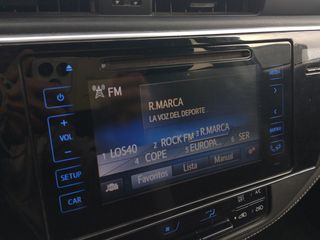 FM
R.MARCA
LA VOZ DEL DEPORTE
1 LOS40 2 ROCK FM 3 R.MARCA
4 COPE 5 EUROPA... 6 SER
Favoritos Lista Manual
+
VOL
-
SETUP
CAR
MENU